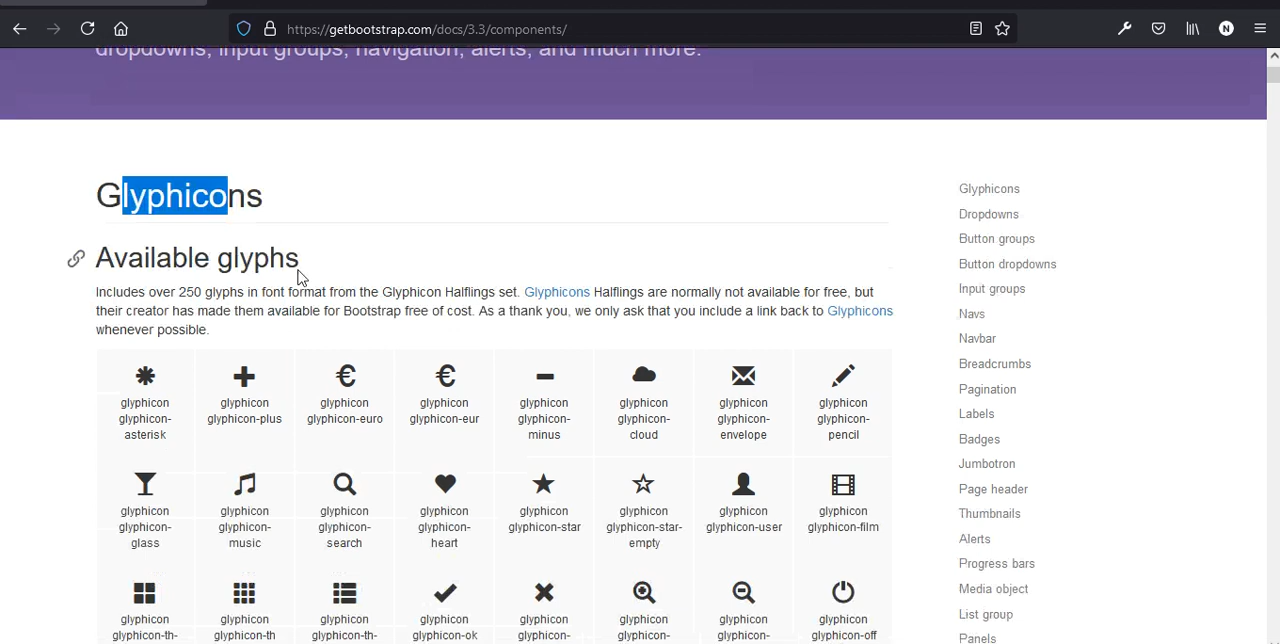 https://getbootstrap.com/docs/3.3/components/
N
dropdowns, input groups, navigation, alerts, and much more.
Glyphicons
Available glyphs
Includes over 250 glyphs in font format from the Glyphicon Halflings set. Glyphicons Halflings are normally not available for free, but
their creator has made them available for Bootstrap free of cost. As a thank you, we only ask that you include a link back to Glyphicons
whenever possible.
glyphicon glyphicon glyphicon glyphicon glyphicon glyphicon glyphicon glyphicon
glyphicon- glyphicon-plus glyphicon-euro glyphicon-eur glyphicon- glyphicon- glyphicon- glyphicon-
asterisk minus cloud envelope pencil
glyphicon glyphicon glyphicon glyphicon glyphicon glyphicon glyphicon glyphicon
glyphicon- glyphicon- glyphicon- glyphicon- glyphicon-star glyphicon-star- glyphicon-user glyphicon-film
glass music search heart empty
glyphicon glyphicon glyphicon glyphicon glyphicon glyphicon glyphicon glyphicon
glyphicon-th- glyphicon-th glyphicon-th- glyphicon-ok glyphicon- glyphicon- glyphicon- glyphicon-off
Glyphicons
Dropdowns
Button groups
Button dropdowns
Input groups
Navs
Navbar
Breadcrumbs
Pagination
Labels
Badges
Jumbotron
Page header
Thumbnails
Alerts
Progress bars
Media object
List group
Panels